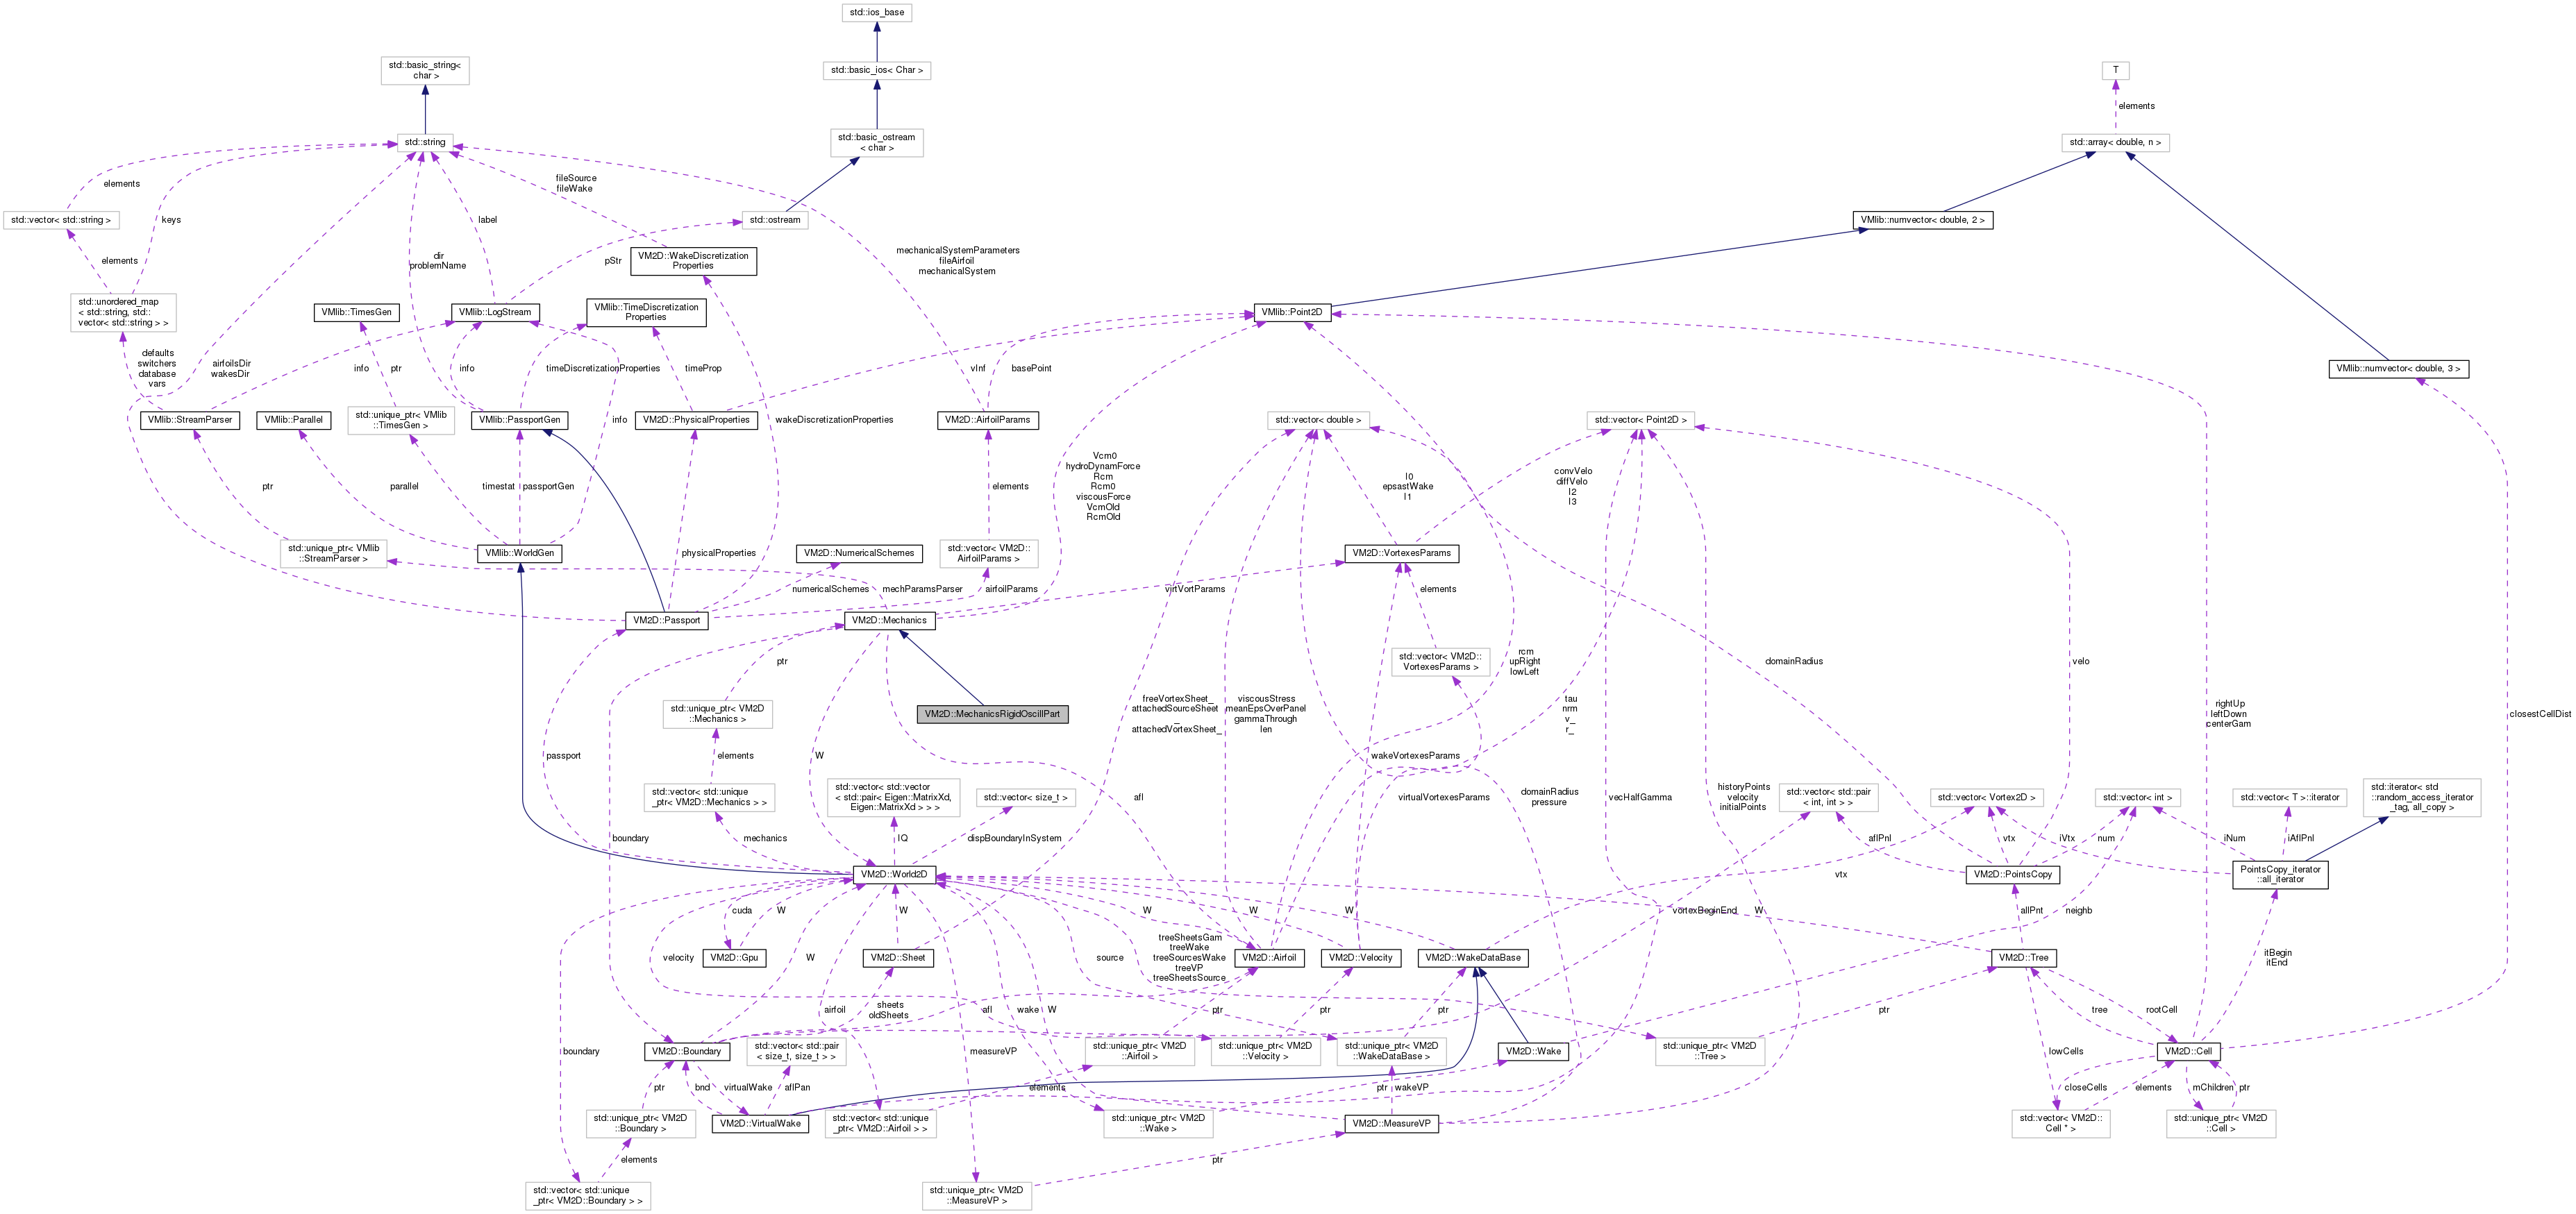 std::ios_base
std::basic_string<
char >
std::basic_ios< Char >
T
elements
std::string
std::basic_ostream
< char >
std::array< double, n >
elements
fileSource
fileWake
std::vector< std::string >
keys
label
std::ostream
VMlib::numvector< double, 2 >
elements
dir
problemName
pStr
VM2D::WakeDiscretization
Properties
mechanicalSystemParameters
fileAirfoil
mechanicalSystem
std::unordered_map
< std::string, std::
vector< std::string > >
VMlib::TimesGen
VMlib::LogStream
VMlib::TimeDiscretization
Properties
VMlib::Point2D
defaults
switchers
database
vars
airfoilsDir
wakesDir
info
ptr
info
timeDiscretizationProperties
timeProp
vInf
basePoint
VMlib::numvector< double, 3 >
VMlib::StreamParser
VMlib::Parallel
std::unique_ptr< VMlib
::TimesGen >
VMlib::PassportGen
info
VM2D::PhysicalProperties
wakeDiscretizationProperties
VM2D::AirfoilParams
std::vector< double >
std::vector< Point2D >
ptr
parallel
timestat
passportGen
elements
Vcm0
hydroDynamForce
Rcm
Rcm0
viscousForce
VcmOld
RcmOld
I0
epsastWake
I1
convVelo
diffVelo
I2
I3
std::unique_ptr< VMlib
::StreamParser >
VMlib::WorldGen
physicalProperties
VM2D::NumericalSchemes
std::vector< VM2D::
AirfoilParams >
VM2D::VortexesParams
numericalSchemes
mechParamsParser
airfoilParams
virtVortParams
elements
VM2D::Passport
VM2D::Mechanics
ptr
std::vector< VM2D::
VortexesParams >
rcm
upRight
lowLeft
domainRadius
velo
std::unique_ptr< VM2D
::Mechanics >
VM2D::MechanicsRigidOscillPart
freeVortexSheet_
attachedSourceSheet
_
attachedVortexSheet_
viscousStress
meanEpsOverPanel
gammaThrough
len
tau
nrm
v_
r_
rightUp
leftDown
centerGam
closestCellDist
passport
elements
W
wakeVortexesParams
std::vector< std::unique
_ptr< VM2D::Mechanics > >
std::vector< std::vector
< std::pair< Eigen::MatrixXd,
Eigen::MatrixXd > > >
std::vector< size_t >
afl
virtualVortexesParams
domainRadius
pressure
vecHalfGamma
historyPoints
velocity
initialPoints
std::vector< std::pair
< int, int > >
std::vector< Vortex2D >
std::vector< int >
std::vector< T >::iterator
std::iterator< std
::random_access_iterator
_tag, all_copy >
boundary
mechanics
IQ
dispBoundaryInSystem
aflPnl
vtx
num
iVtx
iNum
iAflPnl
VM2D::World2D
vtx
VM2D::PointsCopy
PointsCopy_iterator
::all_iterator
cuda
W
W
W
W
W
vortexBeginEnd
W
neighb
allPnt
velocity
VM2D::Gpu
W
VM2D::Sheet
source
treeSheetsGam
treeWake
treeSourcesWake
treeVP
treeSheetsSource
VM2D::Airfoil
VM2D::Velocity
VM2D::WakeDataBase
VM2D::Tree
itBegin
itEnd
airfoil
sheets
oldSheets
afl
wake
W
ptr
ptr
ptr
ptr
tree
rootCell
boundary
VM2D::Boundary
std::vector< std::pair
< size_t, size_t > >
measureVP
std::unique_ptr< VM2D
::Airfoil >
std::unique_ptr< VM2D
::Velocity >
std::unique_ptr< VM2D
::WakeDataBase >
VM2D::Wake
std::unique_ptr< VM2D
::Tree >
lowCells
VM2D::Cell
ptr
bnd
virtualWake
aflPan
elements
ptr
wakeVP
closeCells
elements
mChildren
ptr
std::unique_ptr< VM2D
::Boundary >
VM2D::VirtualWake
std::vector< std::unique
_ptr< VM2D::Airfoil > >
std::unique_ptr< VM2D
::Wake >
VM2D::MeasureVP
std::vector< VM2D::
Cell * >
std::unique_ptr< VM2D
::Cell >
elements
ptr
std::vector< std::unique
_ptr< VM2D::Boundary > >
std::unique_ptr< VM2D
::MeasureVP >